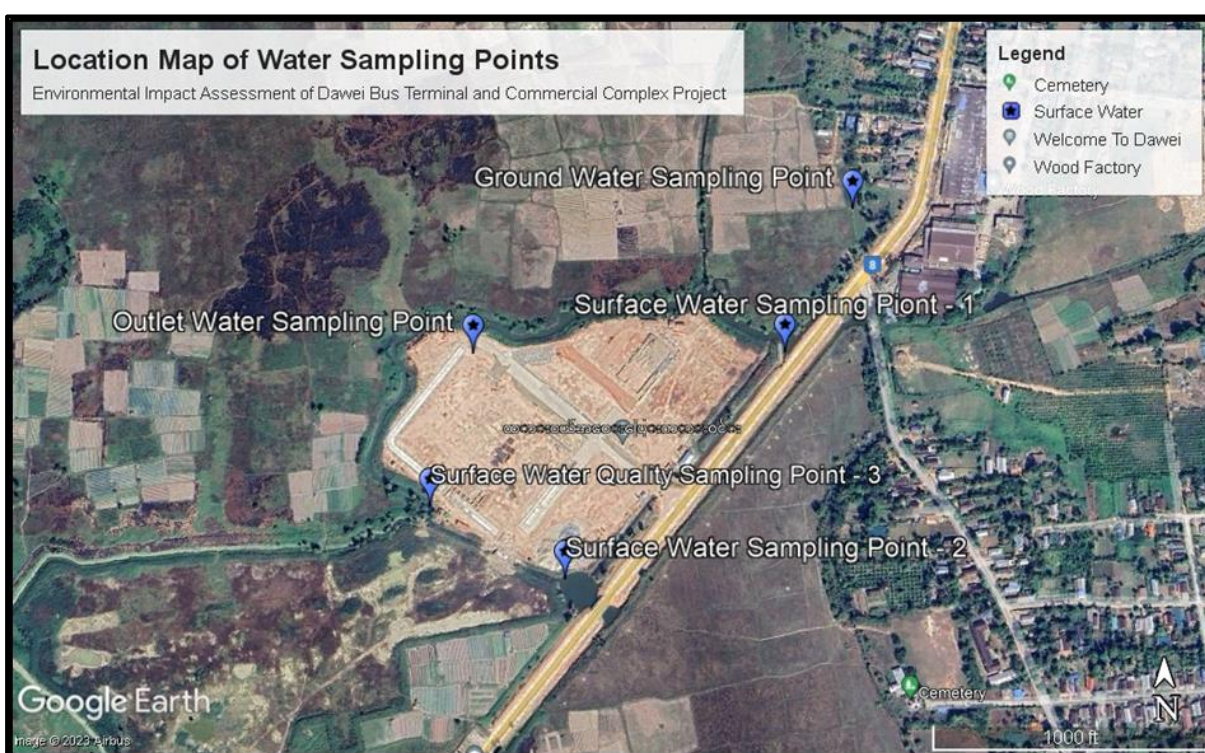 Location Map of Water Sampling Points
Environmental Impact Assessment of Dawei Bus Terminal and Commercial Complex Project
Legend
Cemetery
Surface Water
Welcome To Dawei
Wood Factory
Wood Factory
Ground Water Sampling Point
8
Surface Water Sampling Piont - 1
Outlet Water Sampling Point
Surface Water Quality Sampling Point - 3
Surface Water Sampling Point - 2
Cemetery
Google Earth
N
Image © 2023 Airbus
1000 ft